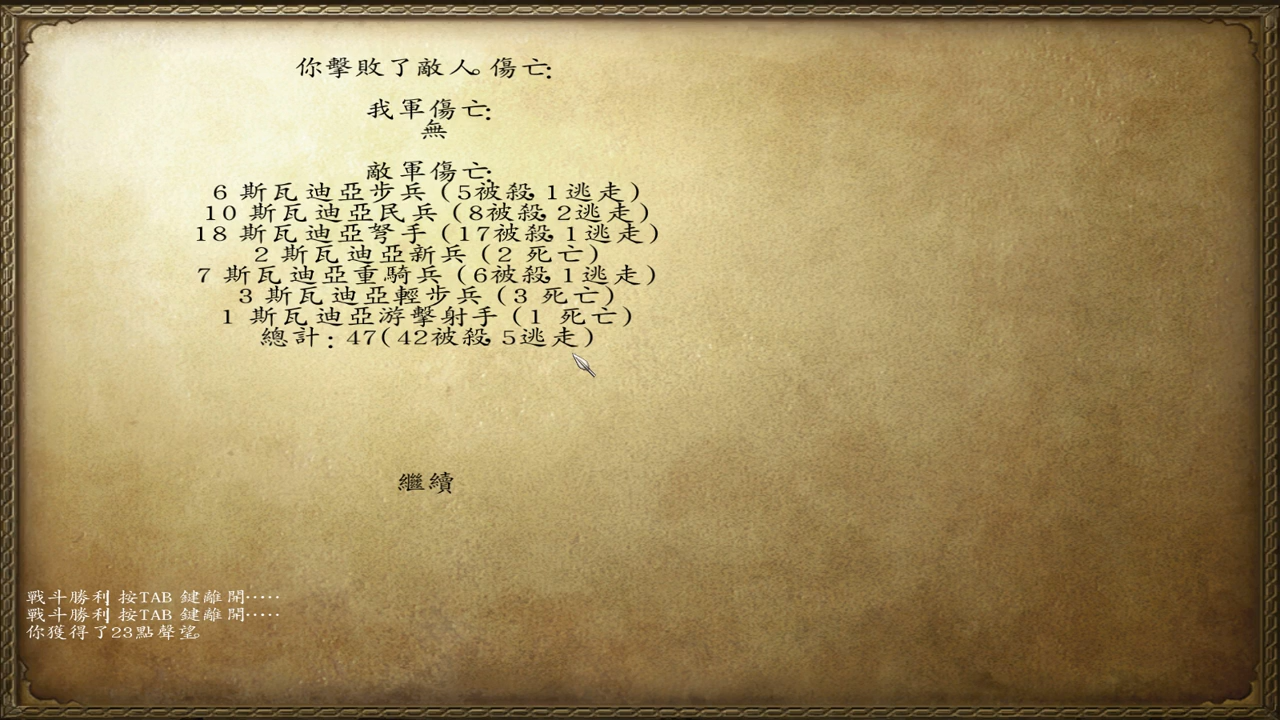 你擊敗了敵人。傷亡:
我軍傷亡:
無
敵軍傷亡:
6 斯瓦迪亞步兵 (5被殺, 1逃走)
10 斯瓦迪亞民兵 (8被殺, 2逃走)
18 斯瓦迪亞弩手 (17被殺, 1逃走)
2 斯瓦迪亞新兵 (2 死亡)
7 斯瓦迪亞重騎兵 (6被殺, 1逃走)
3 斯瓦迪亞輕步兵 (3 死亡)
1 斯瓦迪亞游擊射手 (1 死亡)
總計: 47(42被殺, 5逃走)
繼續
戰斗勝利, 按TAB 鍵離開·····
戰斗勝利, 按TAB 鍵離開·····
你獲得了23點聲望。